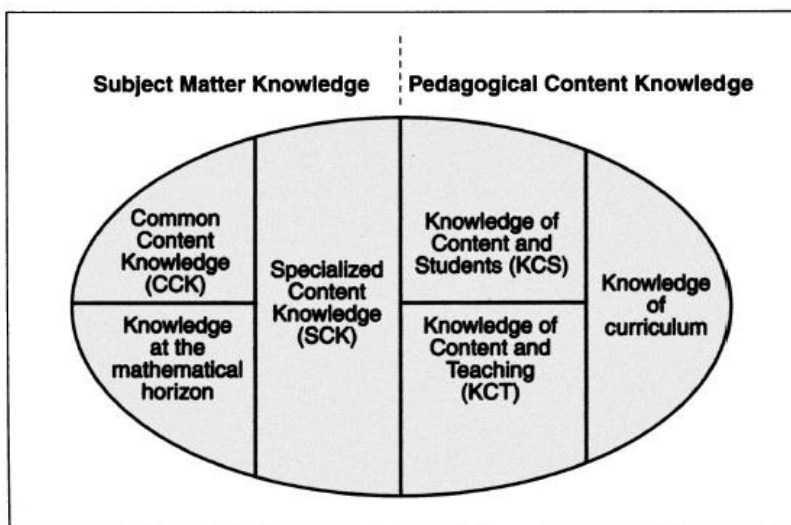 Subject Matter Knowledge
Pedagogical Content Knowledge
Common
Content
Knowledge
(CCK)
Knowledge
at the
mathematical
horizon
Specialized
Content
Knowledge
(SCK)
Knowledge of
Content and
Students (KCS)
Knowledge of
Content and
Teaching
(KCT)
Knowledge
of
curriculum